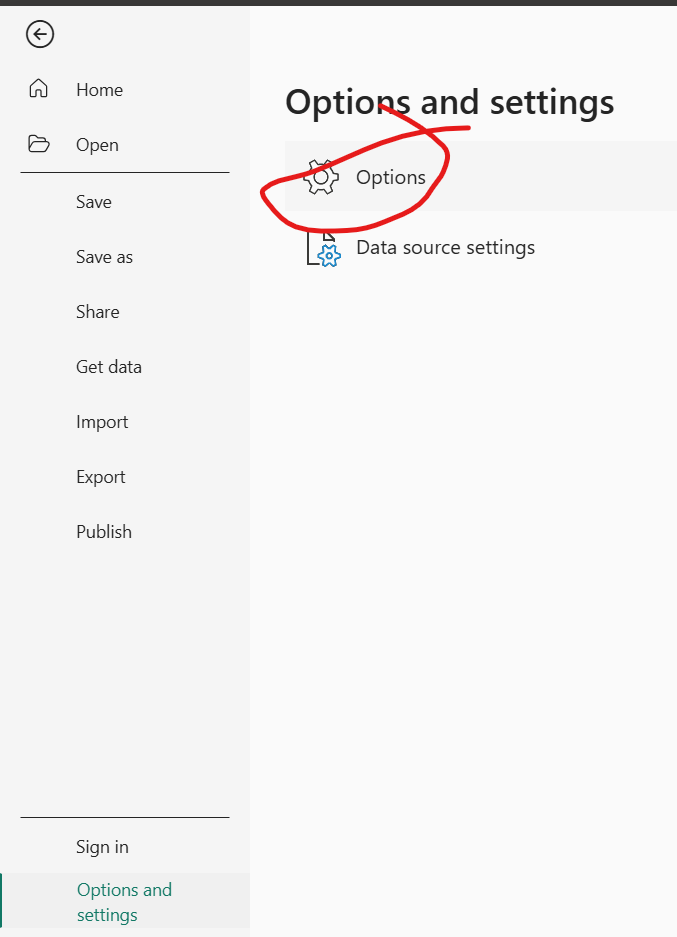 Home
Open
Save
Save as
Share
Get data
Import
Export
Publish
Sign in
Options and
settings
Options and settings
Options
Data source settings